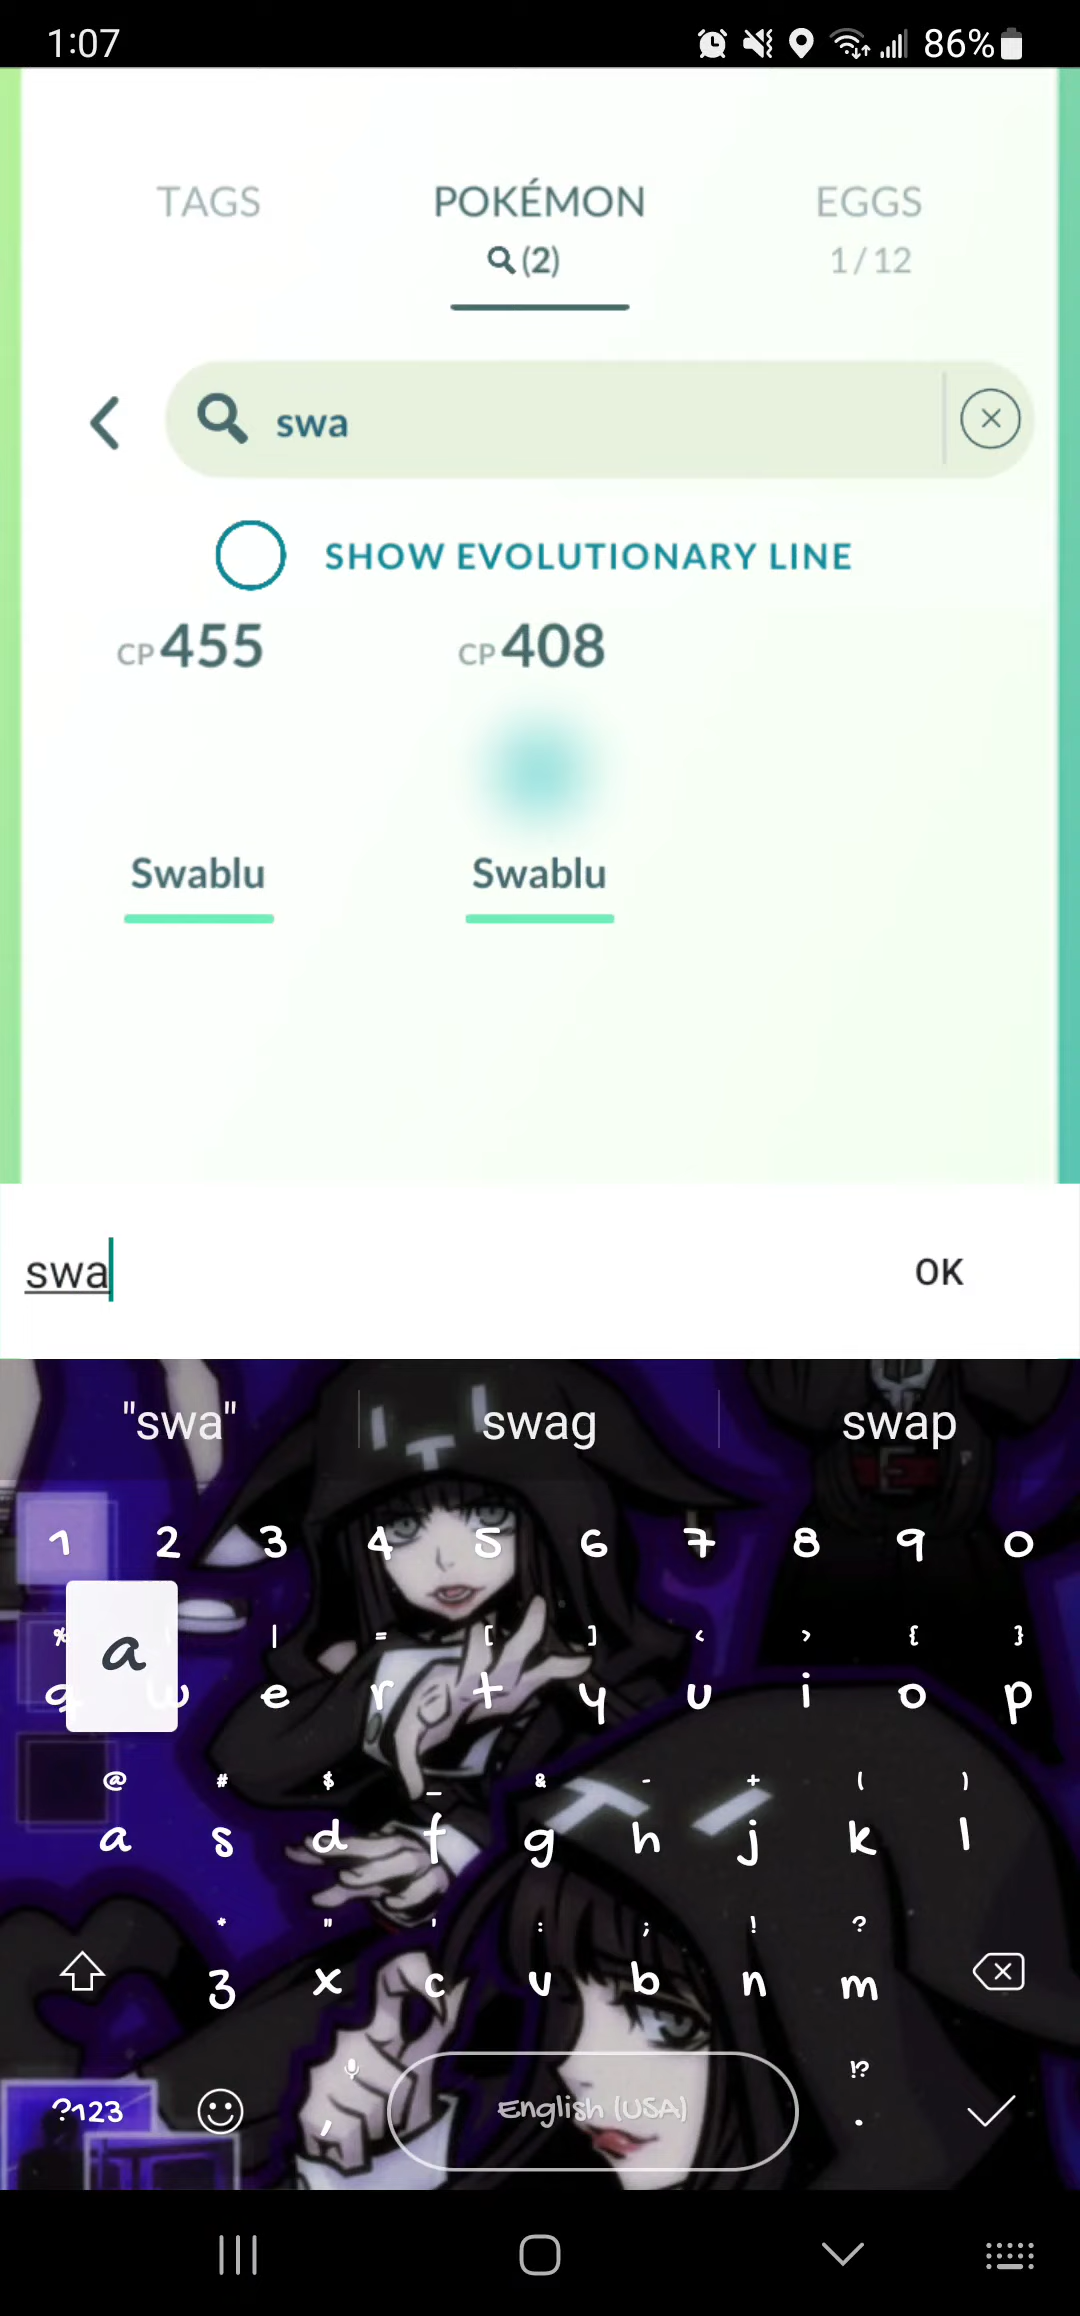 1:07 86%
TAGS POKÉMON EGGS
(2) 1/12
swa
SHOW EVOLUTIONARY LINE
CP455 CP408
Swablu Swablu
swa OK
"swa" swag swap
1 2 3 4 5 6 7 8 9 0
% a | = [ ] < > { }
q w e r t y u i o p
@ # $ _ & - + ( )
a s d f g h j k l
* " ' : ; ! ?
z x c v b n m
!?
?123 , English (USA) .